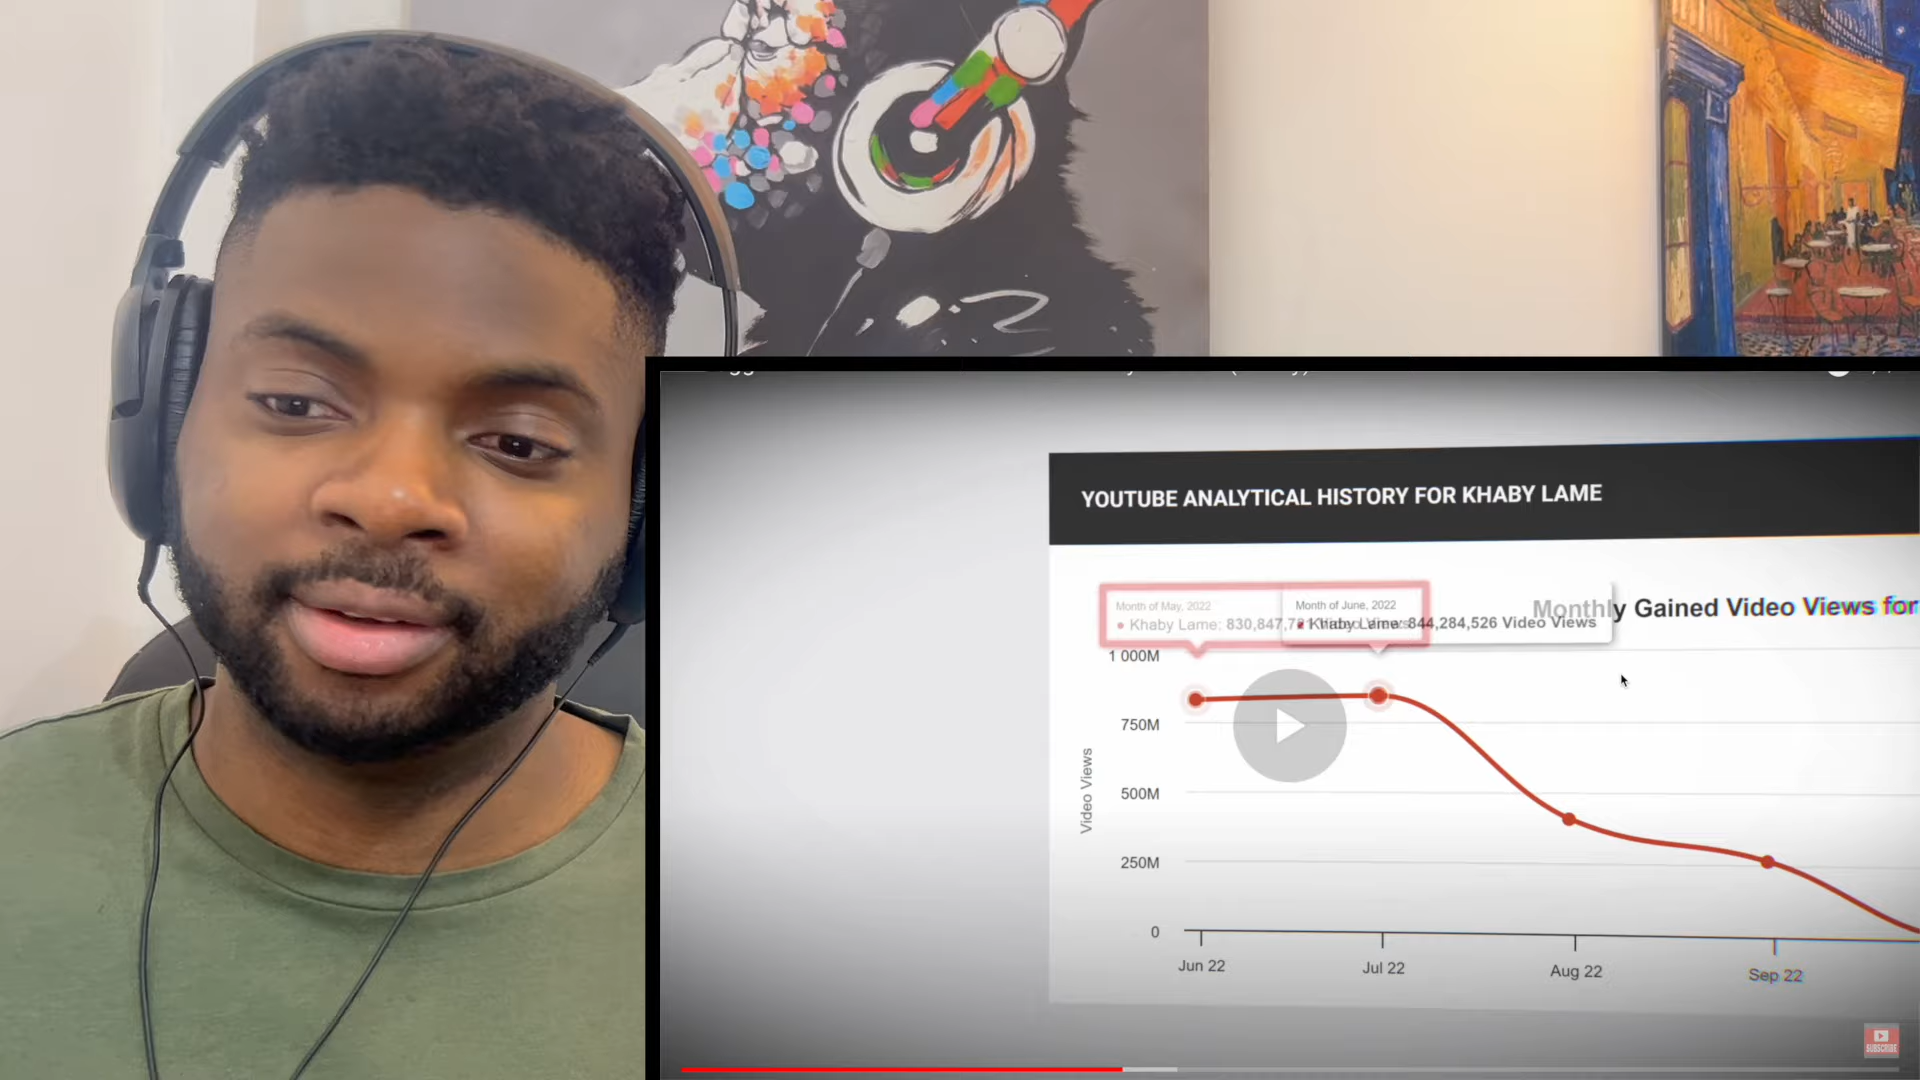 YOUTUBE ANALYTICAL HISTORY FOR KHABY LAME
Monthly Gained Video Views for
Month of May, 2022
Khaby Lame: 830,847,7
Month of June, 2022
Khaby Lame: 844,284,526 Video Views
Video Views
1 000M
750M
500M
250M
0
Jun 22
Jul 22
Aug 22
Sep 22
SUBSCRIBE